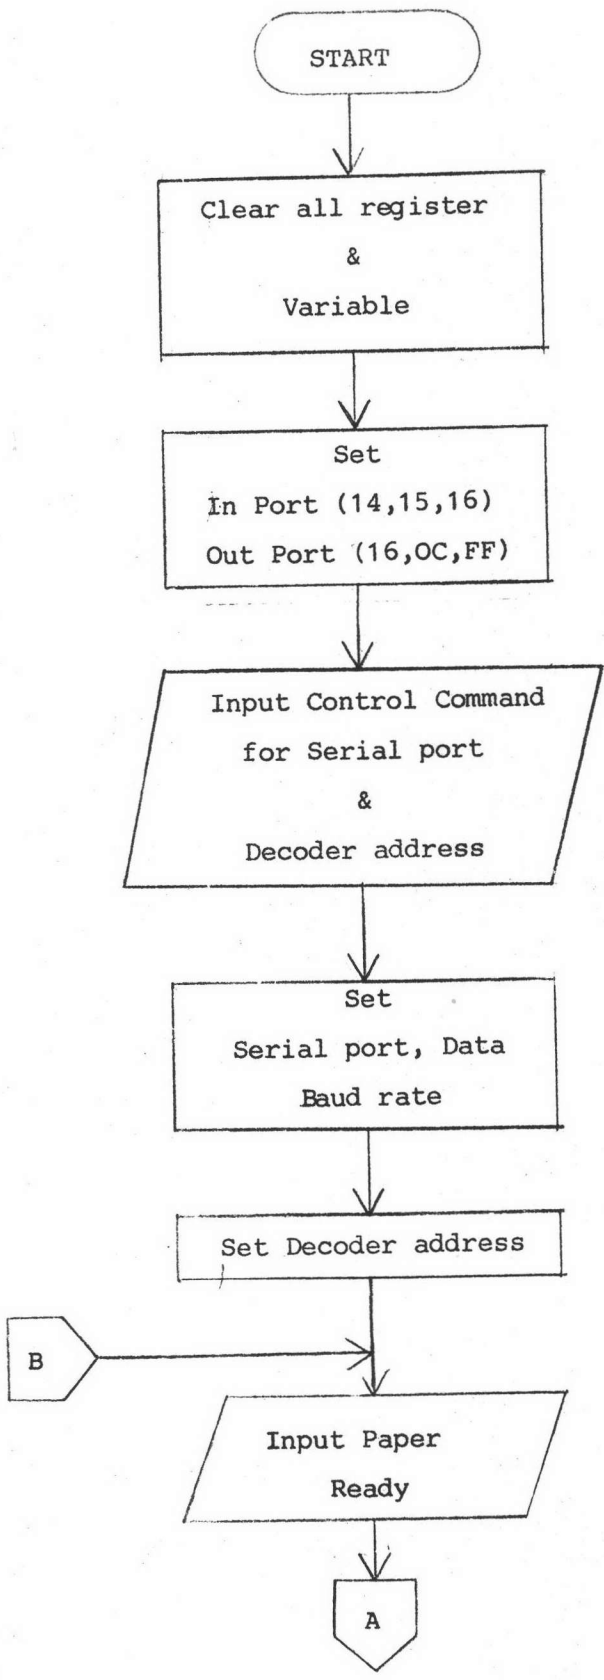 START
Clear all register
&
Variable
Set
In Port (14,15,16)
Out Port (16,OC,FF)
Input Control Command
for Serial port
&
Decoder address
Set
Serial port, Data
Baud rate
Set Decoder address
B
Input Paper
Ready
A